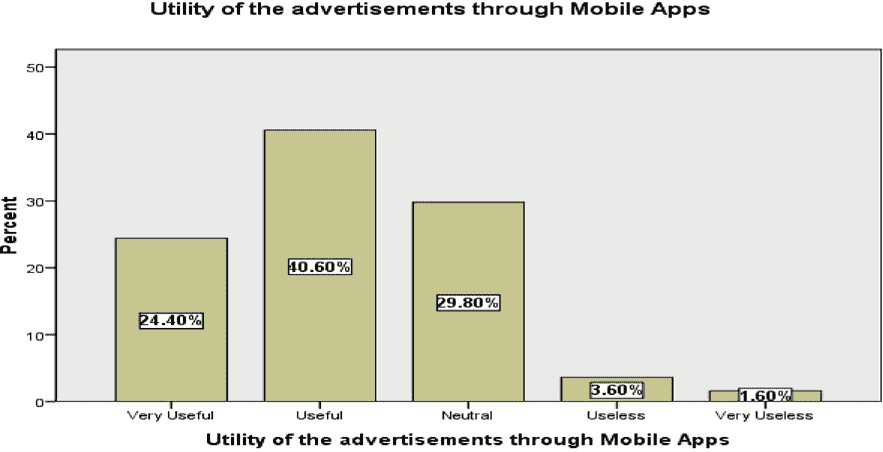 Utility of the advertisements through Mobile Apps
50
40
30
20
10
0
Percent
24.40%
40.60%
29.80%
3.60%
1.60%
Very Useful
Useful
Neutral
Useless
Very Useless
Utility of the advertisements through Mobile Apps